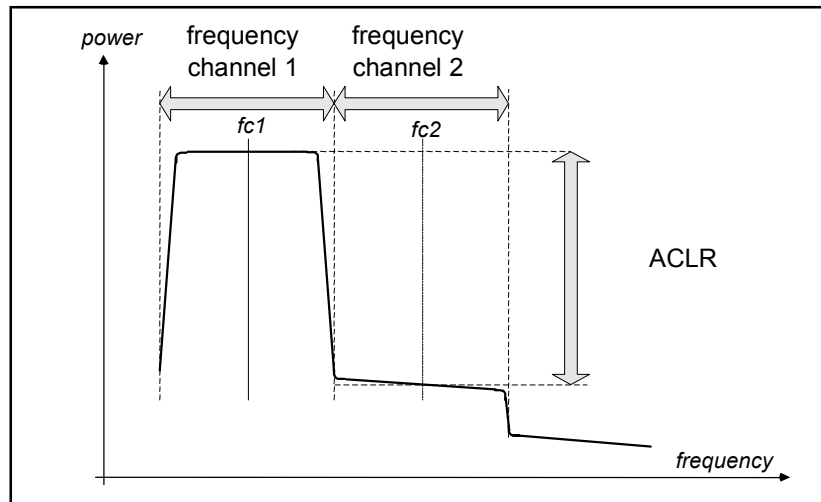 power
frequency
channel 1
frequency
channel 2
fc1
fc2
ACLR
frequency